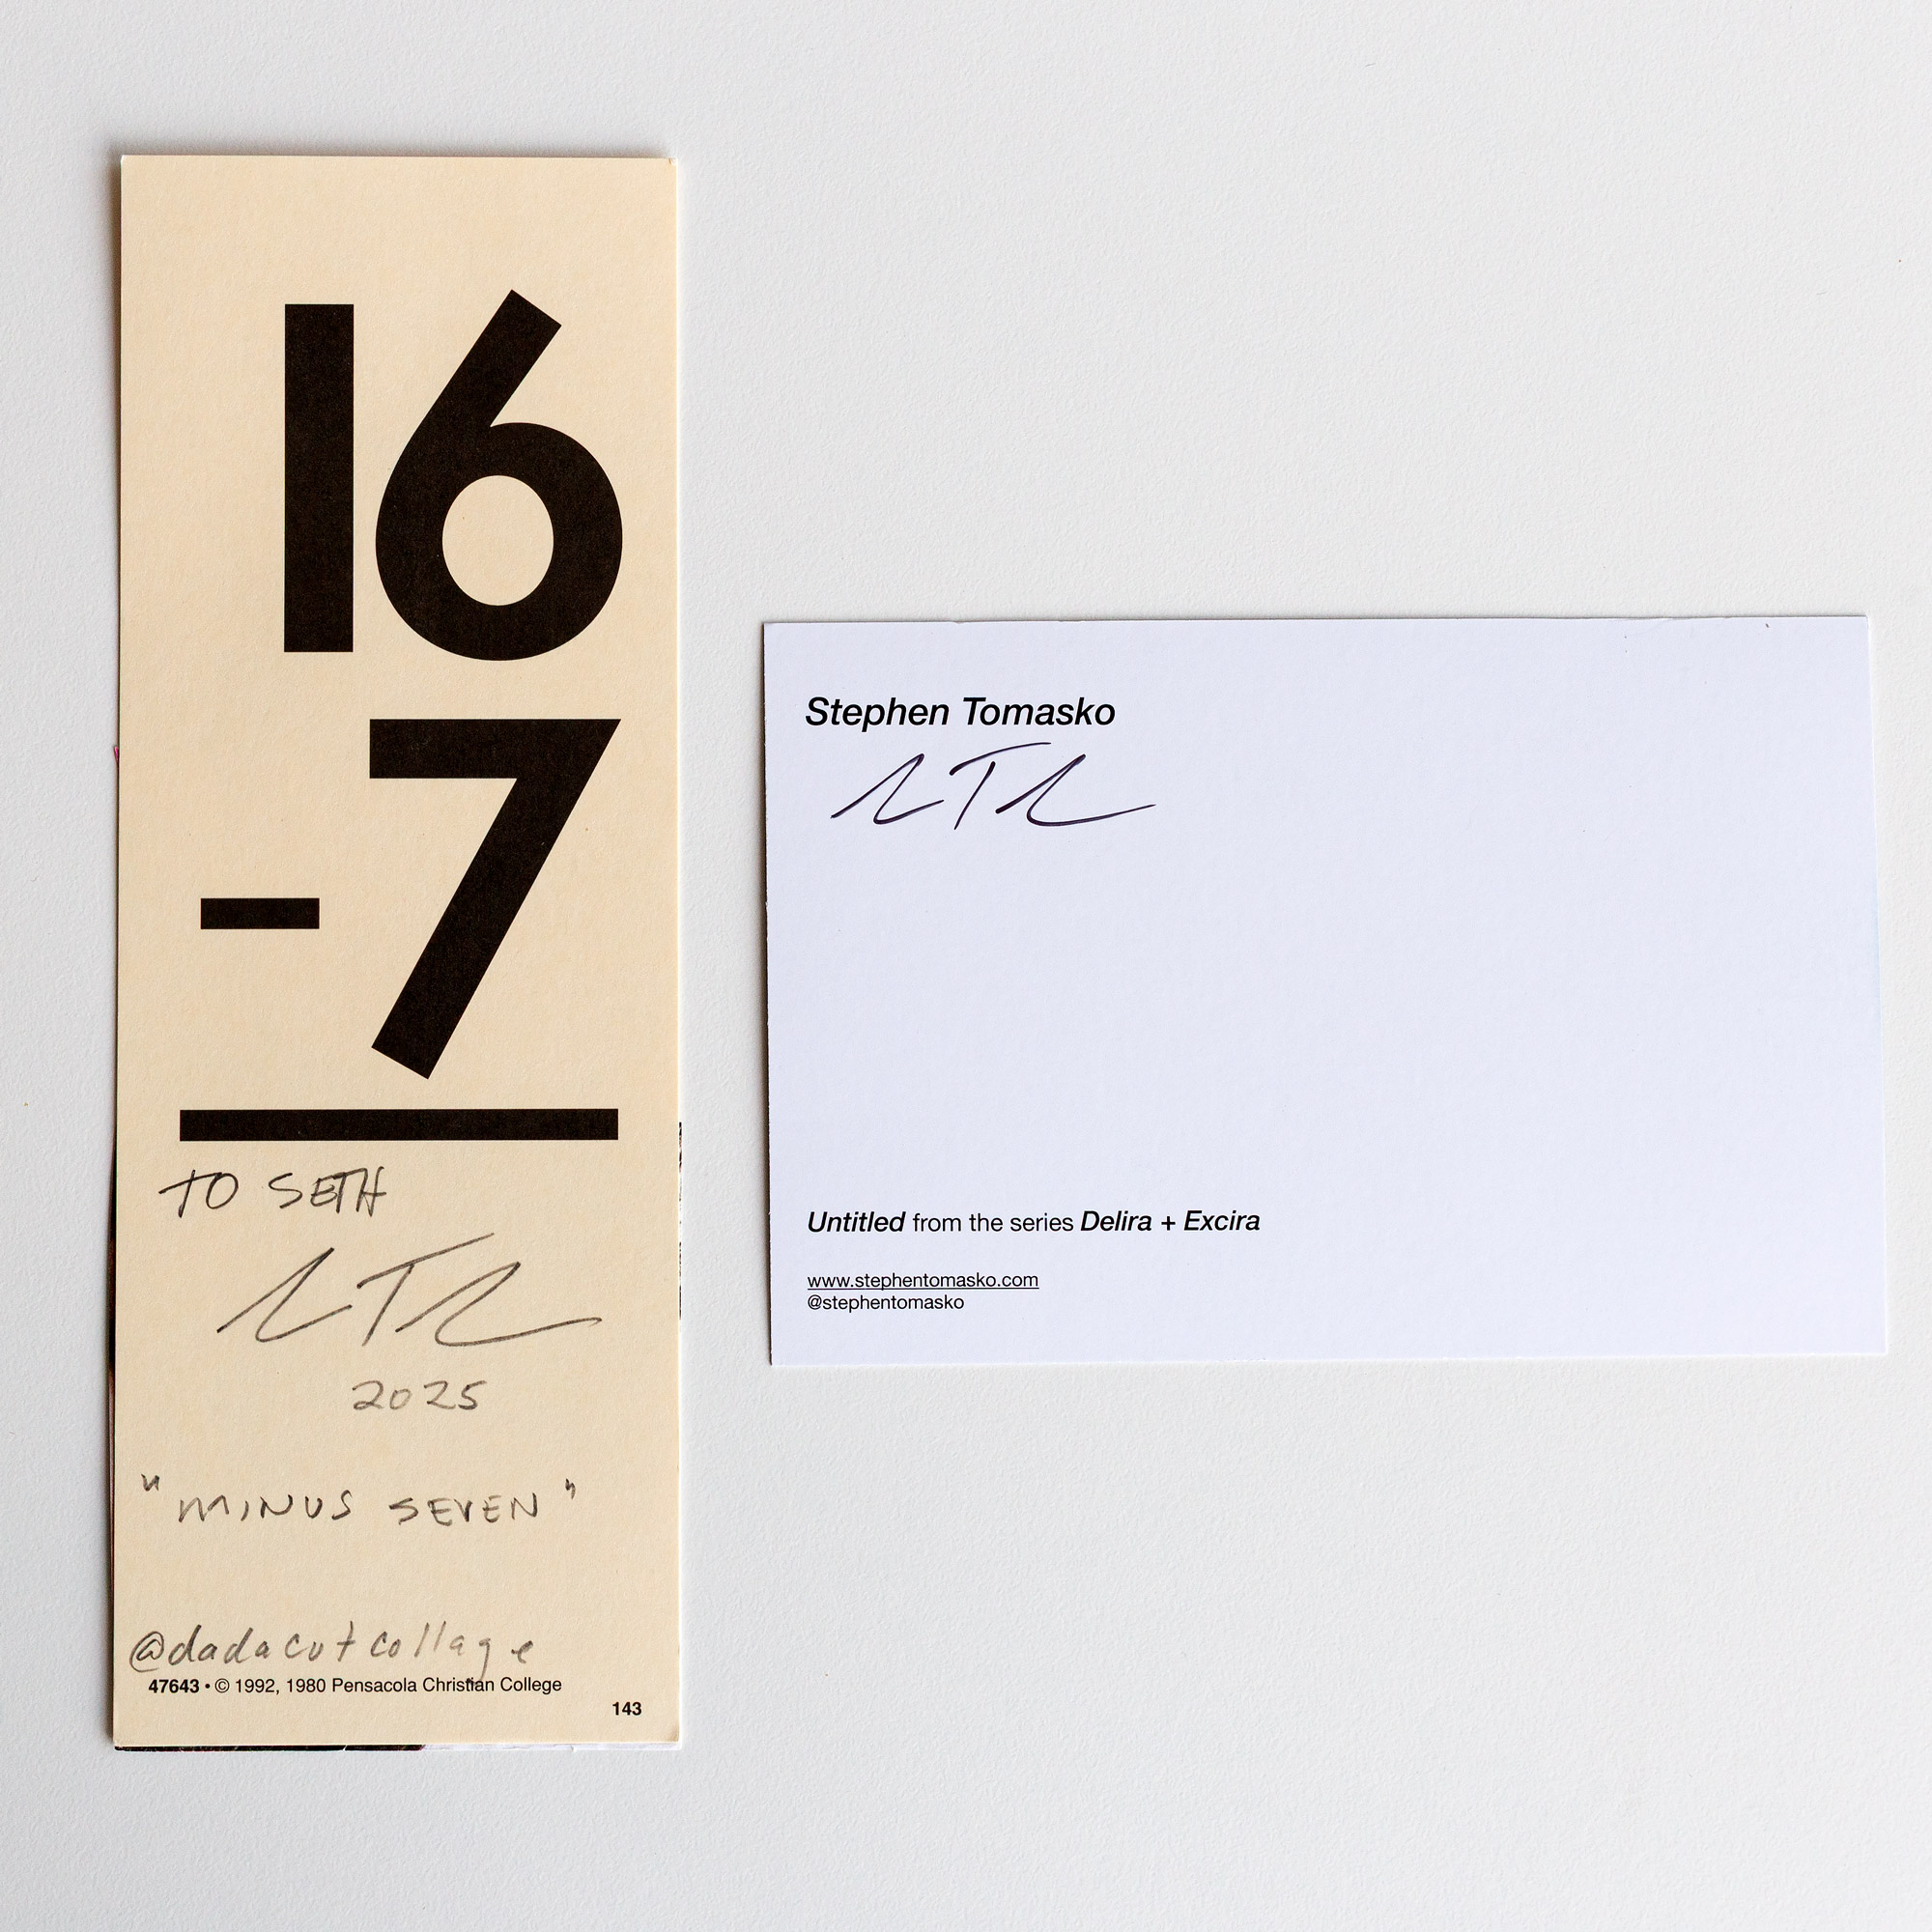 16
- 7
TO SETH
2025
"MINUS SEVEN"
@dadacutcollage
47643 • © 1992, 1980 Pensacola Christian College
143
Stephen Tomasko
Untitled from the series Delira + Excira
www.stephentomasko.com
@stephentomasko